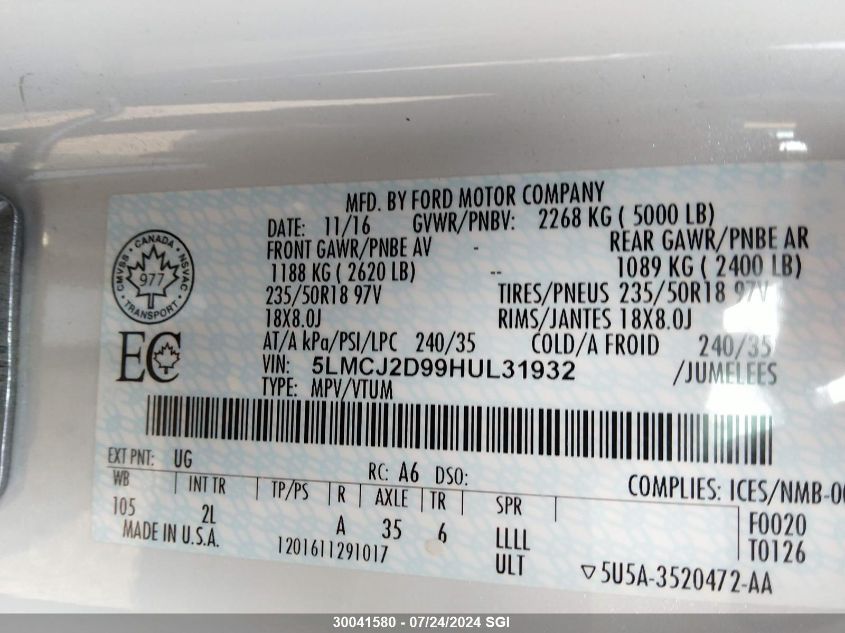 MFD. BY FORD MOTOR COMPANY
DATE: 11/16 GVWR/PNBV: 2268 KG ( 5000 LB)
FRONT GAWR/PNBE AV - REAR GAWR/PNBE AR
1188 KG ( 2620 LB) -- 1089 KG ( 2400 LB)
235/50R18 97V TIRES/PNEUS 235/50R18 97V
18X8.0J RIMS/JANTES 18X8.0J
AT/A kPa/PSI/LPC 240/35 COLD/A FROID 240/35
VIN: 5LMCJ2D99HUL31932 /JUMELEES
TYPE: MPV/VTUM
CANADA
CMVSS NSVAC
977
TRANSPORT
EC
EXT PNT: UG RC: A6 DSO: COMPLIES: ICES/NMB-00
WB INT TR TP/PS R AXLE TR SPR F0020
105 2L A 35 6 LLLL T0126
MADE IN U.S.A. 1201611291017 ULT ▽5U5A-3520472-AA
30041580 - 07/24/2024 SGI